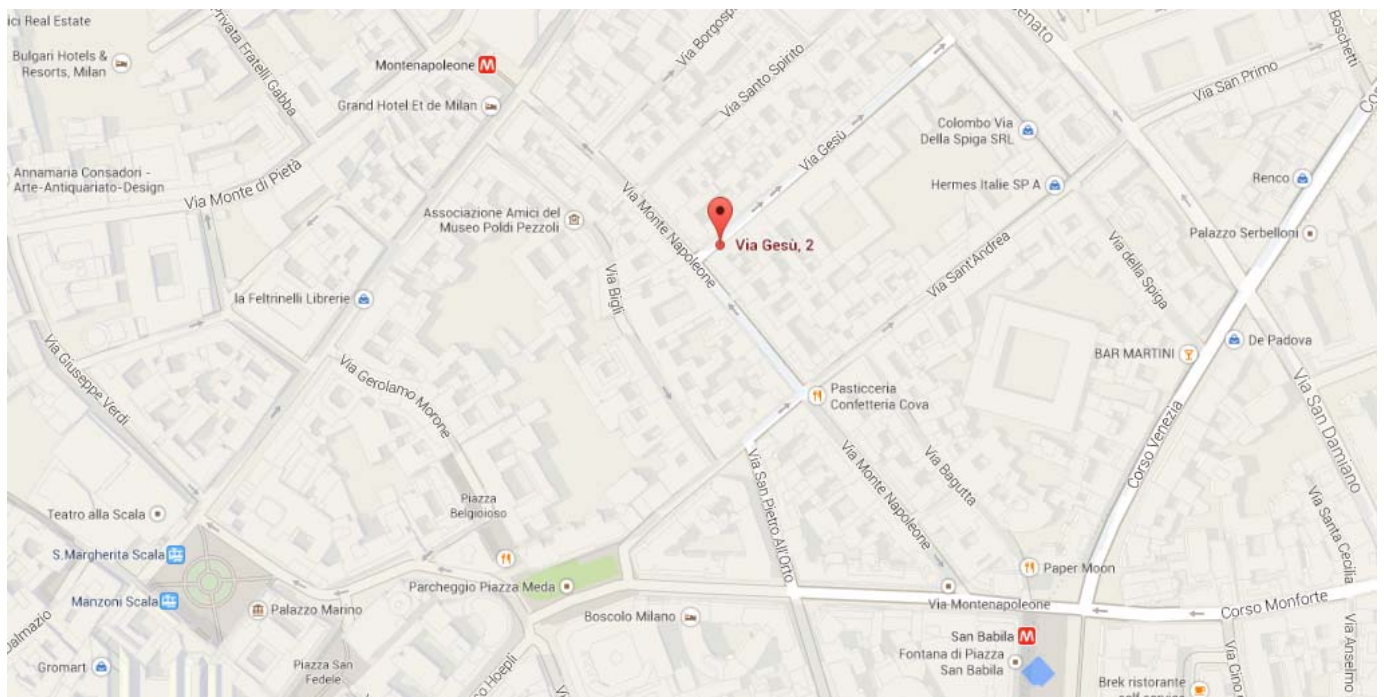 ici Real Estate
Bulgari Hotels &
Resorts, Milan
Privata Fratelli Gabba
Montenapoleone
M
Grand Hotel Et de Milan
Via Borgosp
Via Santo Spirito
Via Gesù
enato
Boschetti
Via San Primo
Co
Colombo Via
Della Spiga SRL
Hermes Italie SP A
Renco
Palazzo Serbelloni
Annamaria Consadori -
Arte-Antiquariato-Design
Via Monte di Pietà
Associazione Amici del
Museo Poldi Pezzoli
Via Monte Napoleone
Via Gesù, 2
Via Sant'Andrea
Via della Spiga
la Feltrinelli Librerie
Via Bigli
Via Giuseppe Verdi
Via Gerolamo Morone
BAR MARTINI
De Padova
Pasticceria
Confetteria Cova
Via San Damiano
Corso Venezia
Via Bagutta
Via Monte Napoleone
Via San Pietro All'Orto
Via Santa Cecilia
Teatro alla Scala
Piazza
Belgioioso
S.Margherita Scala
Manzoni Scala
Palazzo Marino
Parcheggio Piazza Meda
Paper Moon
Via Montenapoleone
Corso Monforte
Boscolo Milano
San Babila
M
Fontana di Piazza
San Babila
almazio
Gromart
Piazza San
Fedele
o Hoepli
Via Cino
Via Anselmo
Brek ristorante
self service